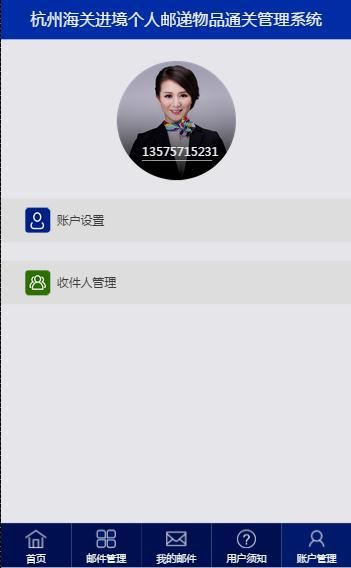 杭州海关进境个人邮递物品通关管理系统
13575715231
账户设置
收件人管理
首页
邮件管理
我的邮件
用户须知
账户管理